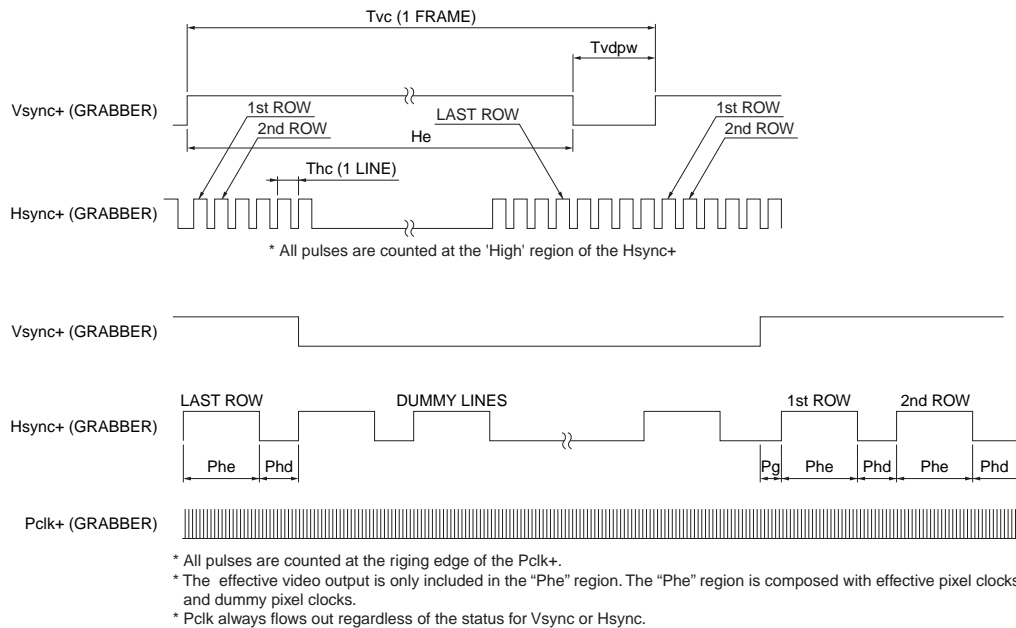 Tvc (1 FRAME)
Tvdpw
Vsync+ (GRABBER)
1st ROW
2nd ROW
LAST ROW
He
1st ROW
2nd ROW
Thc (1 LINE)
Hsync+ (GRABBER)
* All pulses are counted at the 'High' region of the Hsync+
Vsync+ (GRABBER)
LAST ROW DUMMY LINES 1st ROW 2nd ROW
Hsync+ (GRABBER)
Phe Phd Pg Phe Phd Phe Phd
Pclk+ (GRABBER)
* All pulses are counted at the riging edge of the Pclk+.
* The effective video output is only included in the “Phe” region. The “Phe” region is composed with effective pixel clocks
and dummy pixel clocks.
* Pclk always flows out regardless of the status for Vsync or Hsync.